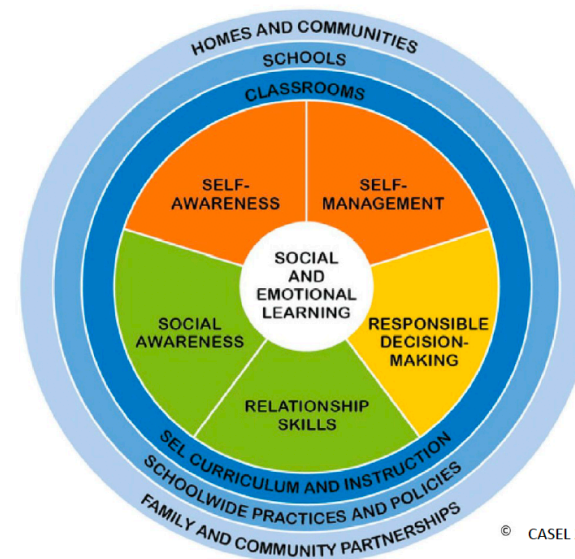 HOMES AND COMMUNITIES
SCHOOLS
CLASSROOMS
SELF-
AWARENESS
SELF-
MANAGEMENT
SOCIAL
AND
EMOTIONAL
LEARNING
SOCIAL
AWARENESS
RESPONSIBLE
DECISION-
MAKING
RELATIONSHIP
SKILLS
SEL CURRICULUM AND INSTRUCTION
SCHOOLWIDE PRACTICES AND POLICIES
FAMILY AND COMMUNITY PARTNERSHIPS
© CASEL